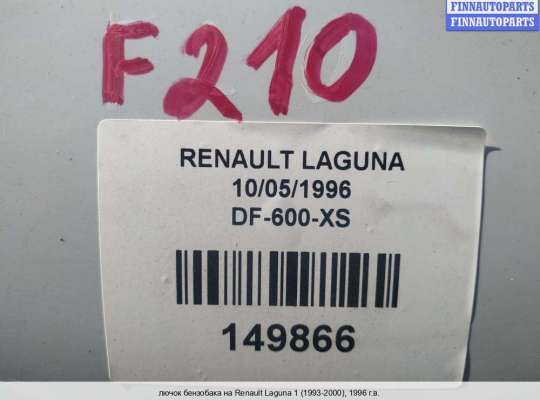 FINNAUTOPARTS
FINNAUTOPARTS
F210
RENAULT LAGUNA
10/05/1996
DF-600-XS
149866
лючок бензобака на Renault Laguna 1 (1993-2000), 1996 г.в.